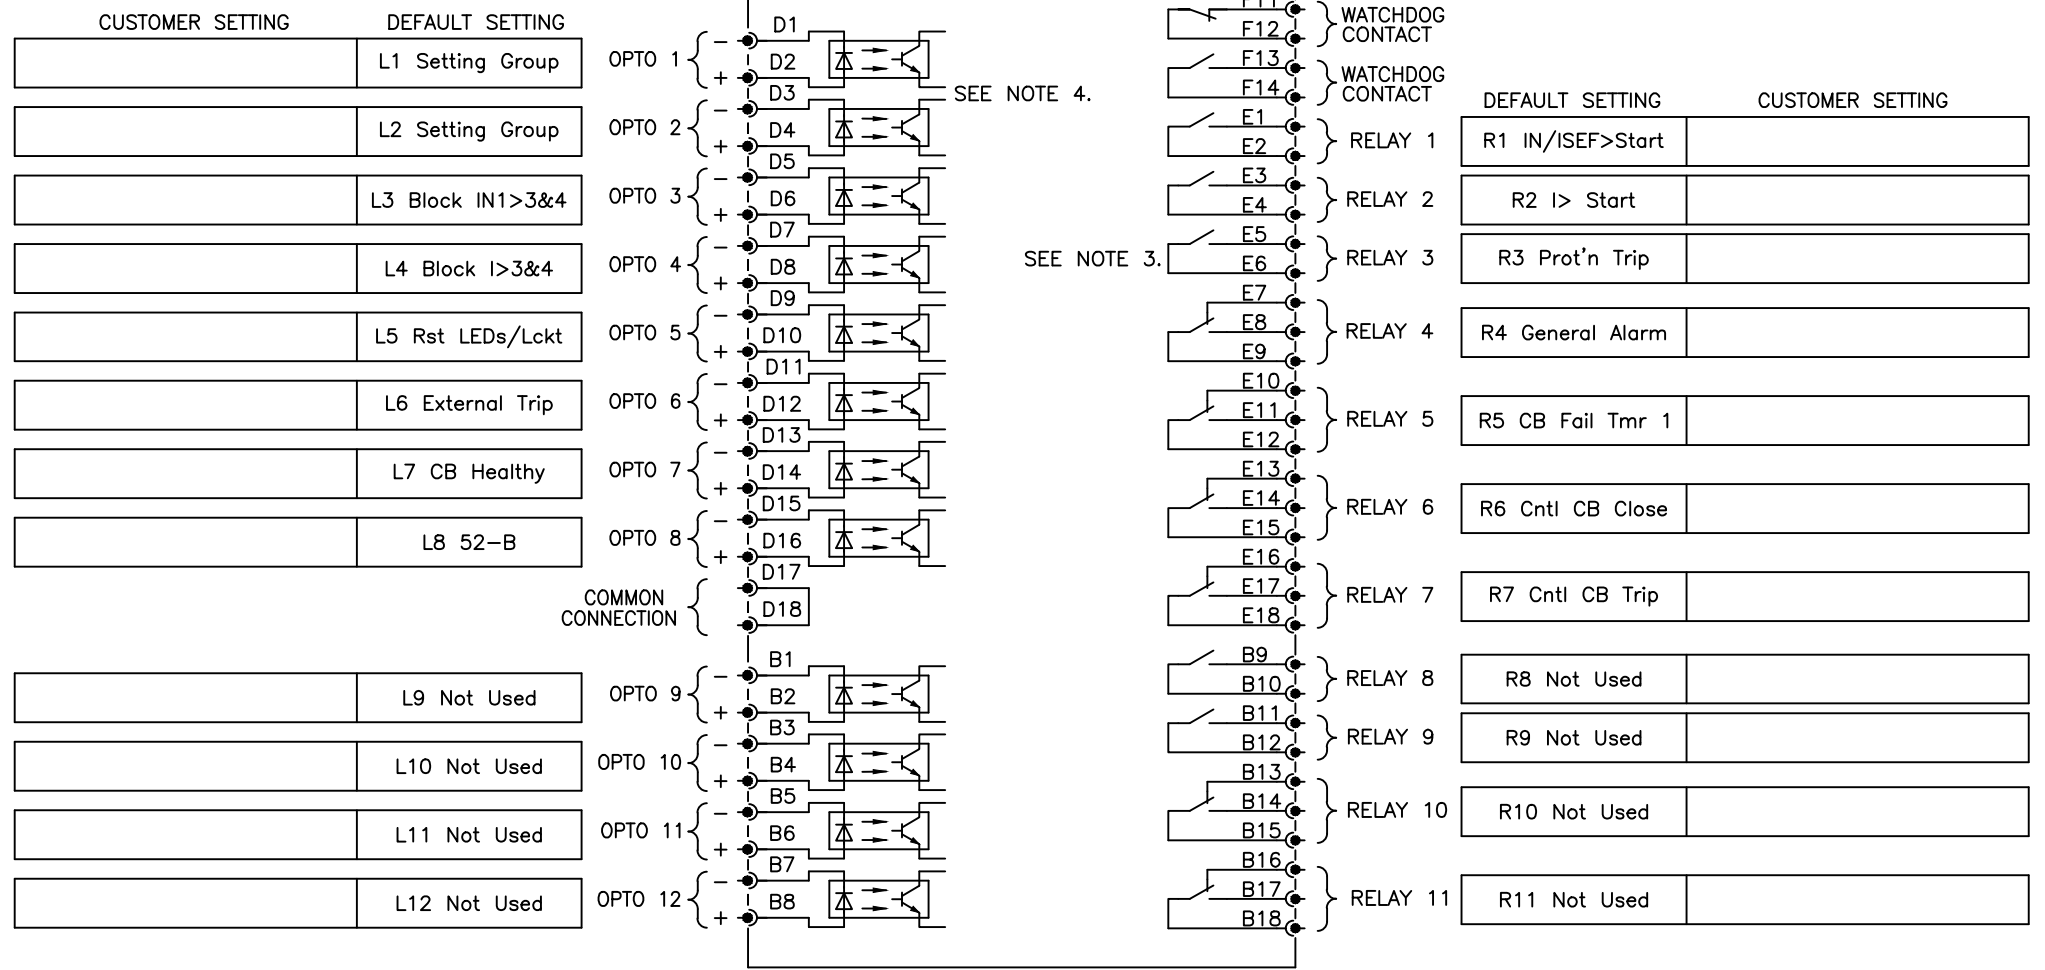 CUSTOMER SETTING DEFAULT SETTING
L1 Setting Group
L2 Setting Group
L3 Block IN1>3&4
L4 Block I>3&4
L5 Rst LEDs/Lckt
L6 External Trip
L7 CB Healthy
L8 52-B
L9 Not Used
L10 Not Used
L11 Not Used
L12 Not Used
OPTO 1 - +
OPTO 2 - +
OPTO 3 - +
OPTO 4 - +
OPTO 5 - +
OPTO 6 - +
OPTO 7 - +
OPTO 8 - +
COMMON
CONNECTION
OPTO 9 - +
OPTO 10 - +
OPTO 11 - +
OPTO 12 - +
D1
D2
D3
D4
D5
D6
D7
D8
D9
D10
D11
D12
D13
D14
D15
D16
D17
D18
B1
B2
B3
B4
B5
B6
B7
B8
SEE NOTE 4.
SEE NOTE 3.
F11
F12
F13
F14
E1
E2
E3
E4
E5
E6
E7
E8
E9
E10
E11
E12
E13
E14
E15
E16
E17
E18
B9
B10
B11
B12
B13
B14
B15
B16
B17
B18
WATCHDOG
CONTACT
WATCHDOG
CONTACT
RELAY 1
RELAY 2
RELAY 3
RELAY 4
RELAY 5
RELAY 6
RELAY 7
RELAY 8
RELAY 9
RELAY 10
RELAY 11
DEFAULT SETTING CUSTOMER SETTING
R1 IN/ISEF>Start
R2 I> Start
R3 Prot'n Trip
R4 General Alarm
R5 CB Fail Tmr 1
R6 Cntl CB Close
R7 Cntl CB Trip
R8 Not Used
R9 Not Used
R10 Not Used
R11 Not Used